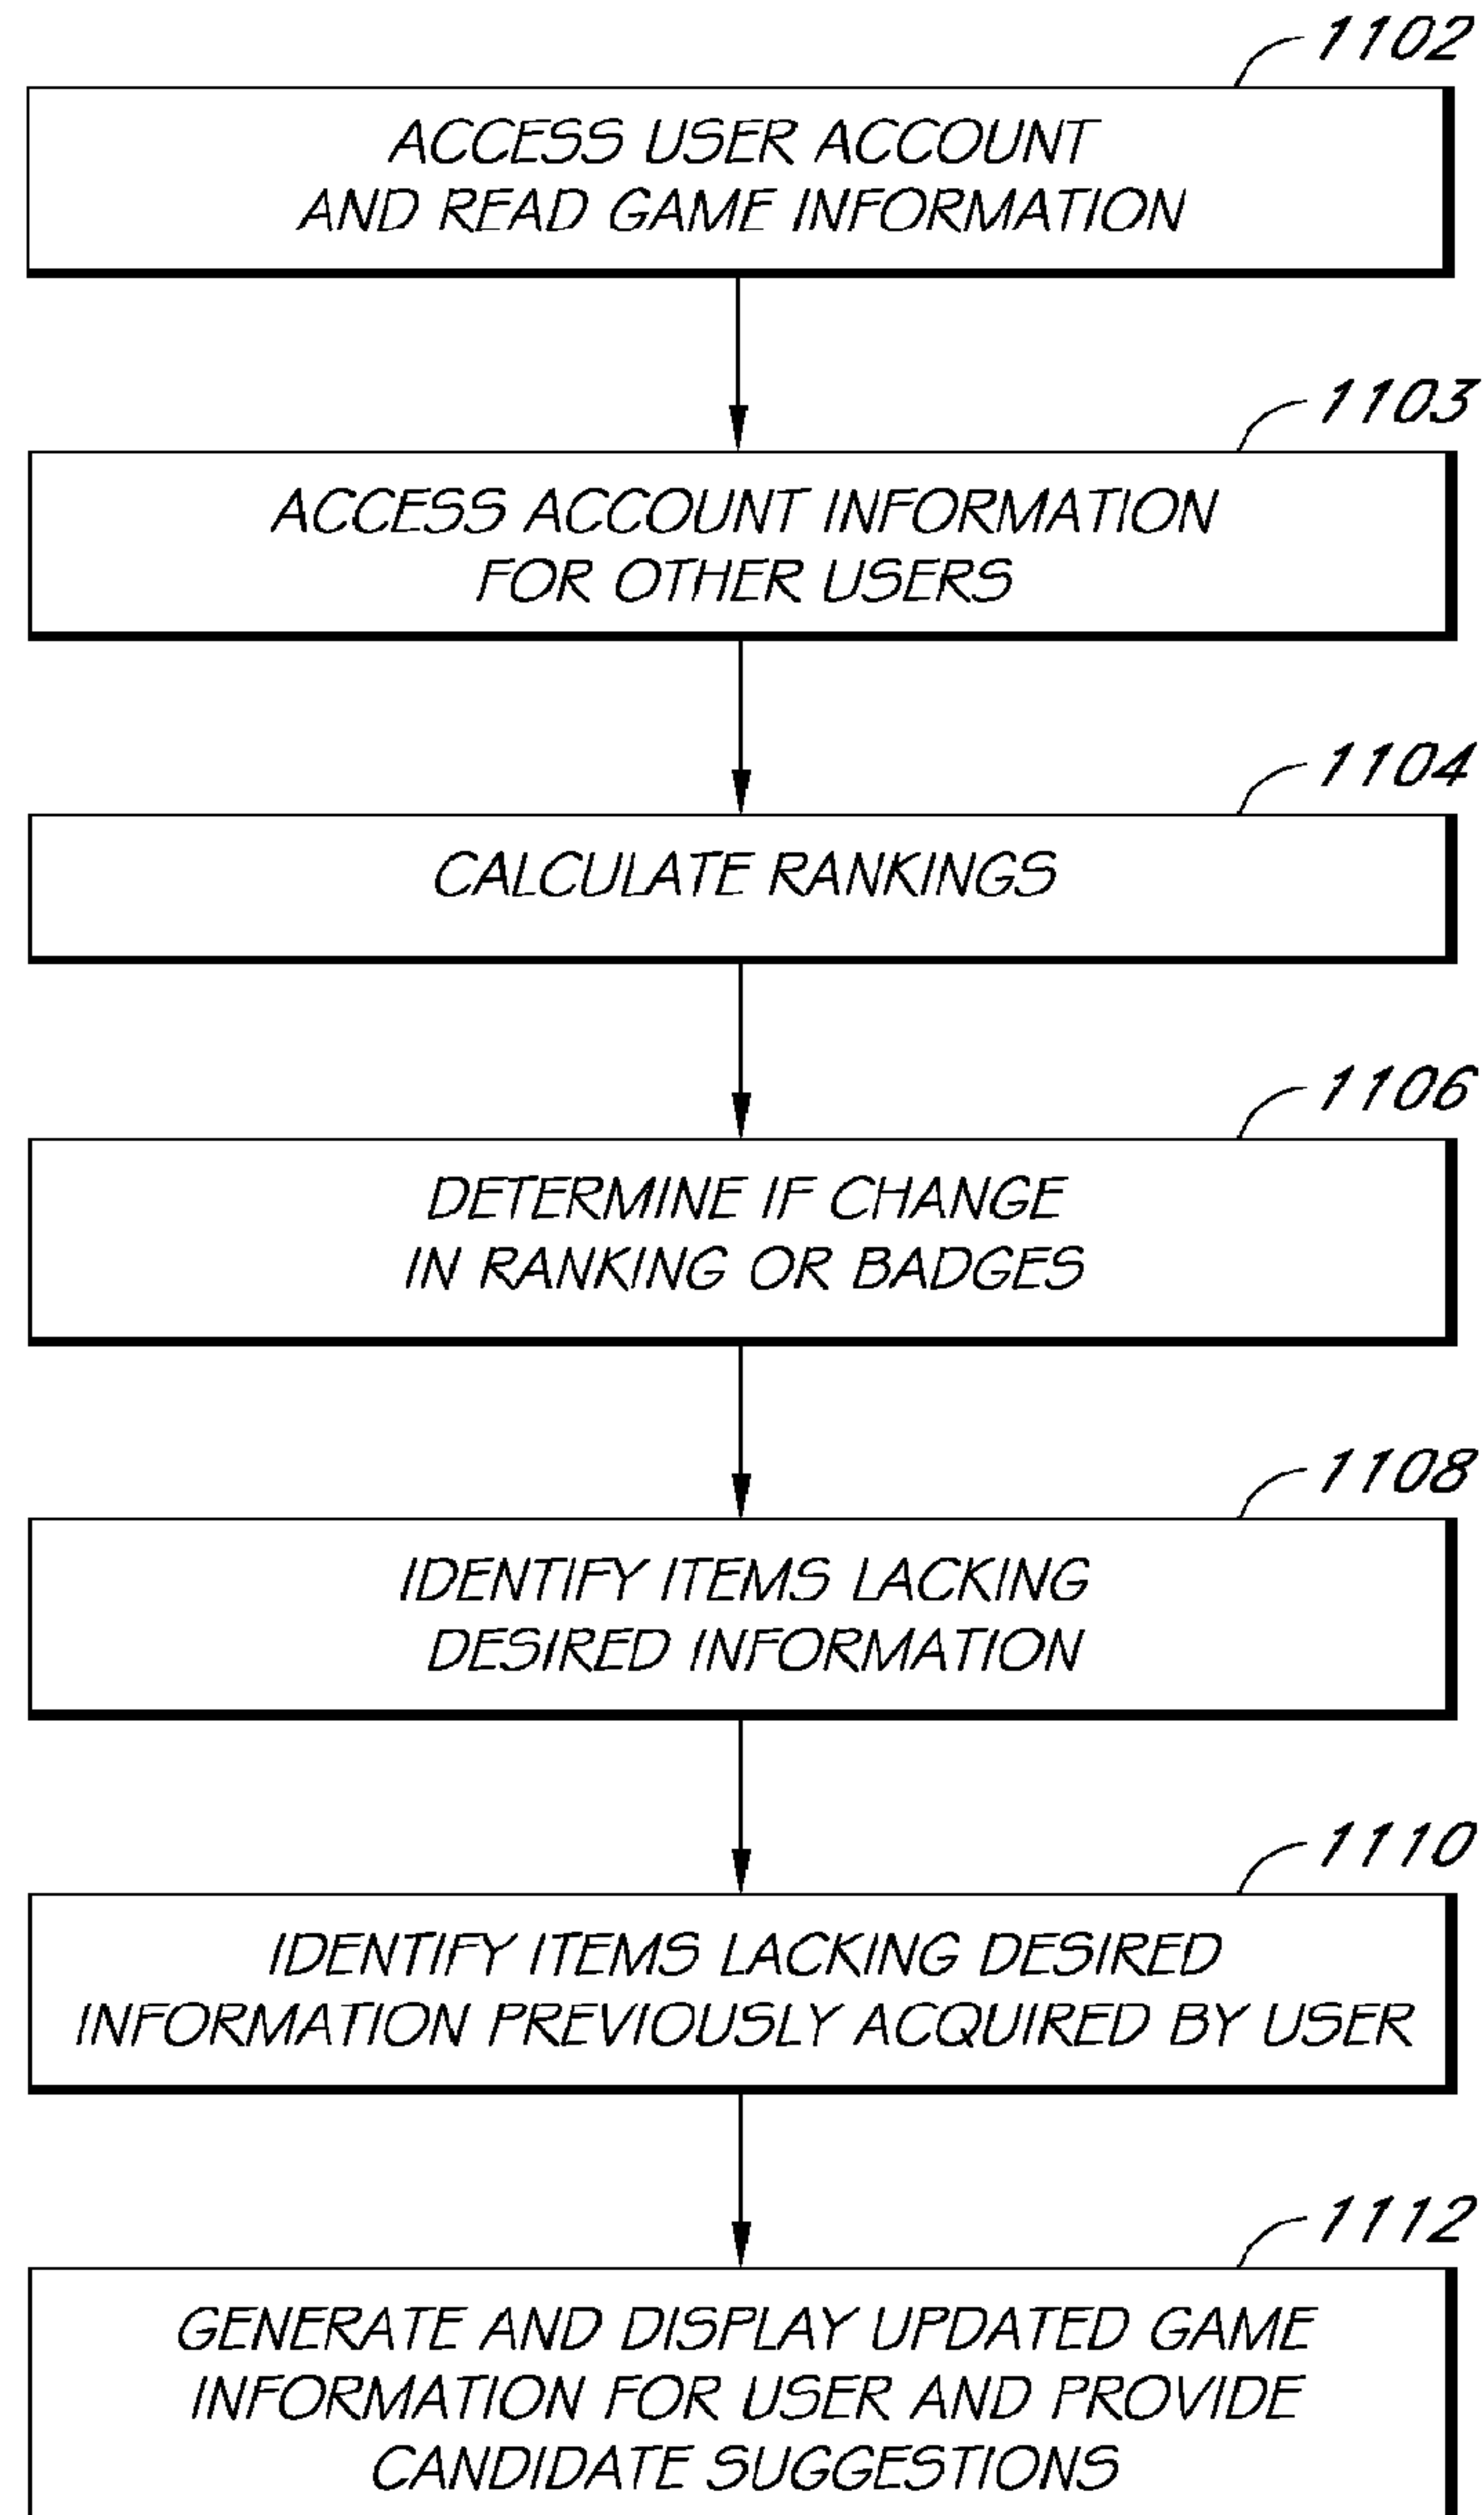 1102
ACCESS USER ACCOUNT
AND READ GAME INFORMATION
1103
ACCESS ACCOUNT INFORMATION
FOR OTHER USERS
1104
CALCULATE RANKINGS
1106
DETERMINE IF CHANGE
IN RANKING OR BADGES
1108
IDENTIFY ITEMS LACKING
DESIRED INFORMATION
1110
IDENTIFY ITEMS LACKING DESIRED
INFORMATION PREVIOUSLY ACQUIRED BY USER
1112
GENERATE AND DISPLAY UPDATED GAME
INFORMATION FOR USER AND PROVIDE
CANDIDATE SUGGESTIONS